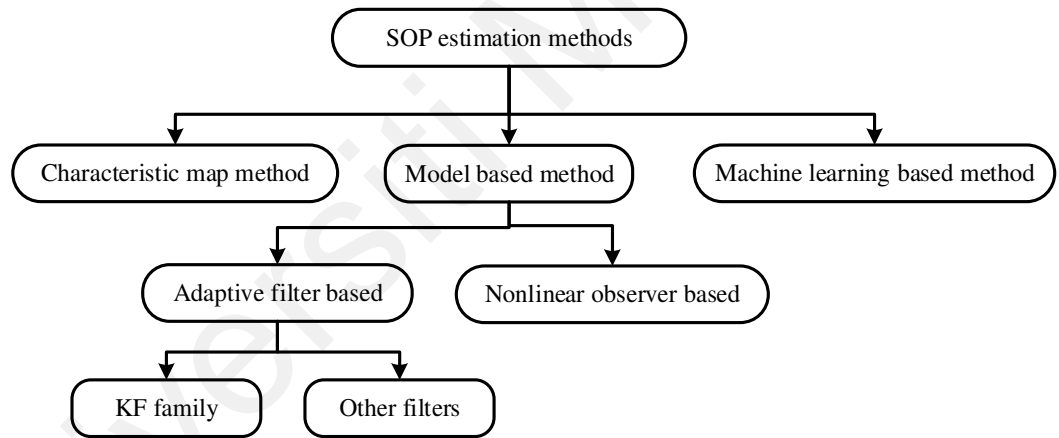 SOP estimation methods
Characteristic map method
Model based method
Machine learning based method
Adaptive filter based
Nonlinear observer based
KF family
Other filters
versiti M